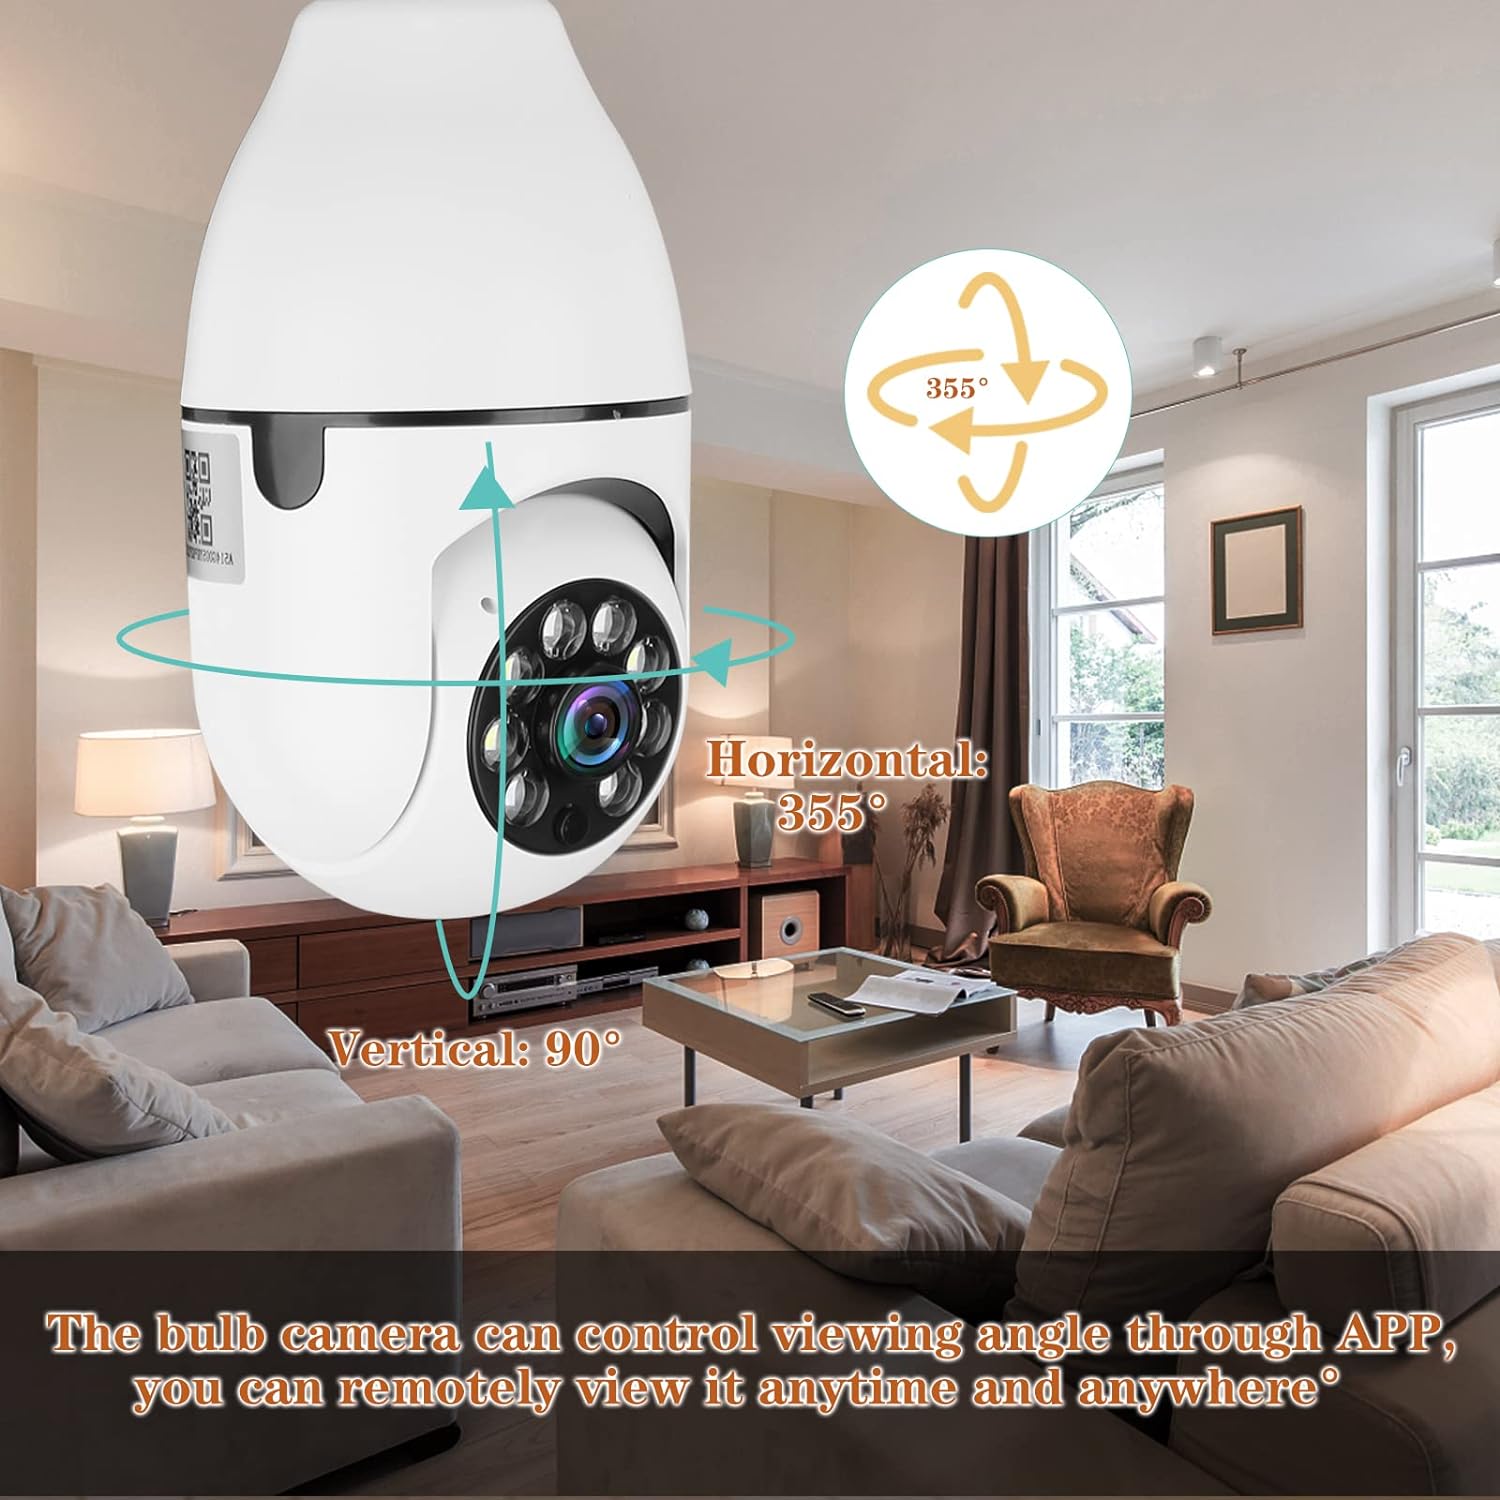 355°
Horizontal:
355°
Vertical: 90°
The bulb camera can control viewing angle through APP,
you can remotely view it anytime and anywhere°